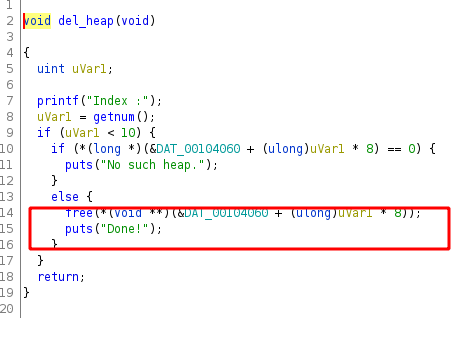 1
2 void del_heap(void)
3
4 {
5 uint uVar1;
6
7 printf("Index :");
8 uVar1 = getnum();
9 if (uVar1 < 10) {
10 if (*(long *)(&DAT_00104060 + (ulong)uVar1 * 8) == 0) {
11 puts("No such heap.");
12 }
13 else {
14 free(*(void **)(&DAT_00104060 + (ulong)uVar1 * 8));
15 puts("Done!");
16 }
17 }
18 return;
19 }
20